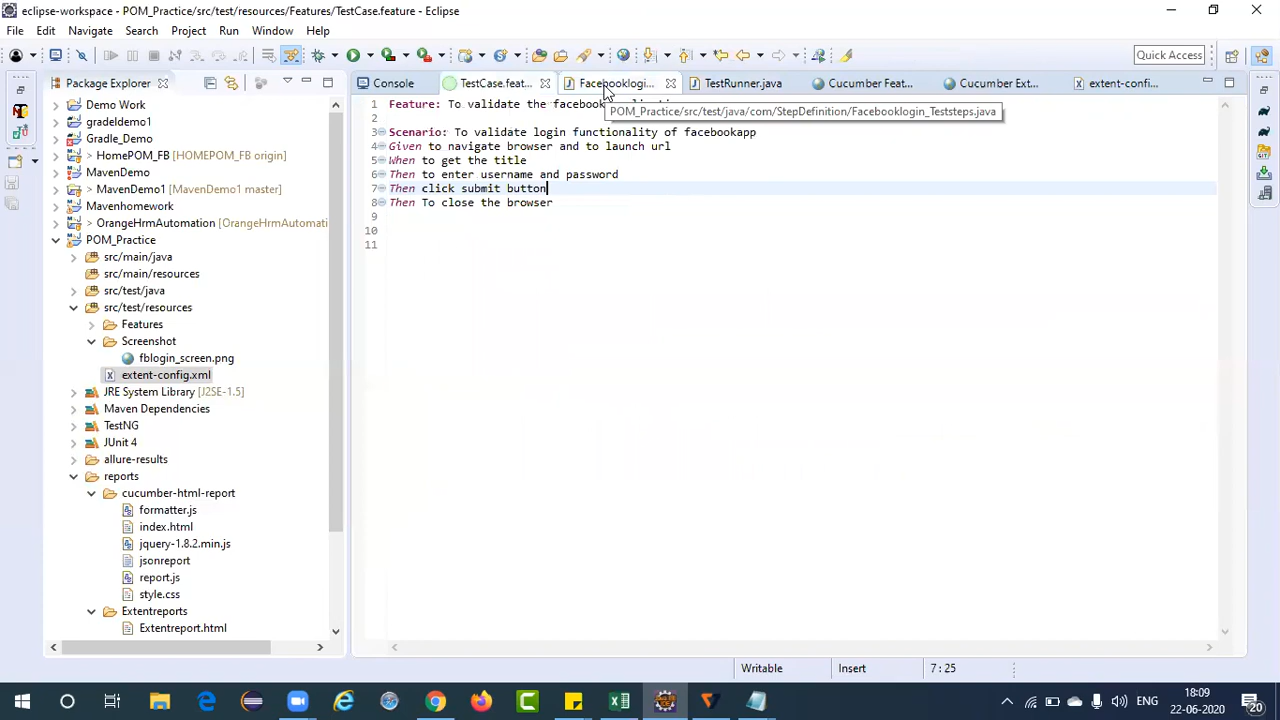 eclipse-workspace - POM_Practice/src/test/resources/Features/TestCase.feature - Eclipse
File Edit Navigate Search Project Run Window Help
Quick Access
Package Explorer
Console
TestCase.feat...
Facebooklogi...
TestRunner.java
Cucumber Feat...
Cucumber Ext...
extent-config....
POM_Practice/src/test/java/com/StepDefinition/Facebooklogin_Teststeps.java
1 Feature: To validate the facebook
2
3 Scenario: To validate login functionality of facebookapp
4 Given to navigate browser and to launch url
5 When to get the title
6 Then to enter username and password
7 Then click submit button
8 Then To close the browser
9
10
11
Demo Work
gradeldemo1
Gradle_Demo
> HomePOM_FB [HOMEPOM_FB origin]
MavenDemo
> MavenDemo1 [MavenDemo1 master]
Mavenhomework
> OrangeHrmAutomation [OrangeHrmAutomati
POM_Practice
src/main/java
src/main/resources
src/test/java
src/test/resources
Features
Screenshot
fblogin_screen.png
extent-config.xml
JRE System Library [J2SE-1.5]
Maven Dependencies
TestNG
JUnit 4
allure-results
reports
cucumber-html-report
formatter.js
index.html
jquery-1.8.2.min.js
jsonreport
report.js
style.css
Extentreports
Extentreport.html
Writable
Insert
7 : 25
ENG
18:09
22-06-2020
20